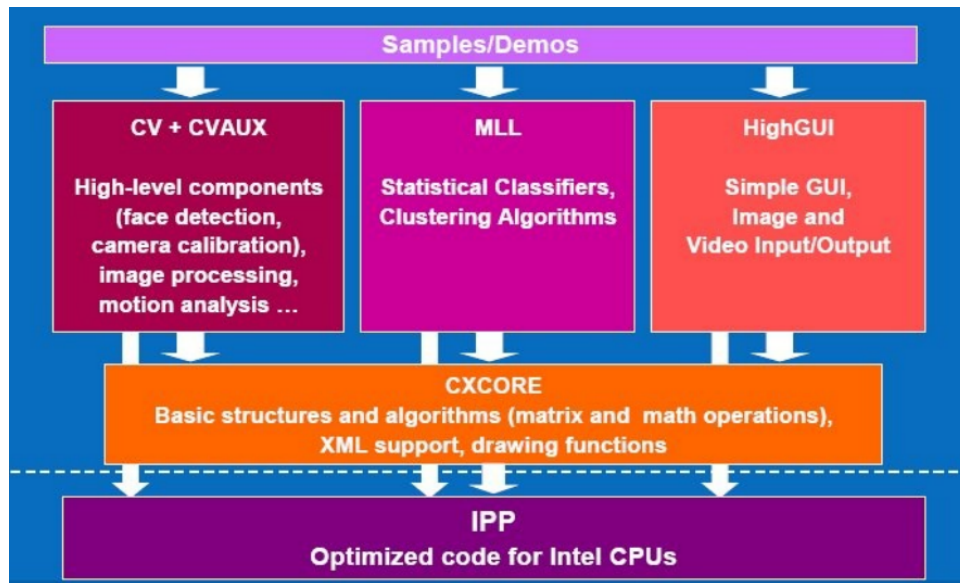 Samples/Demos
CV + CVAUX
High-level components
(face detection,
camera calibration),
image processing,
motion analysis ...
MLL
Statistical Classifiers,
Clustering Algorithms
HighGUI
Simple GUI,
Image and
Video Input/Output
CXCORE
Basic structures and algorithms (matrix and math operations),
XML support, drawing functions
IPP
Optimized code for Intel CPUs